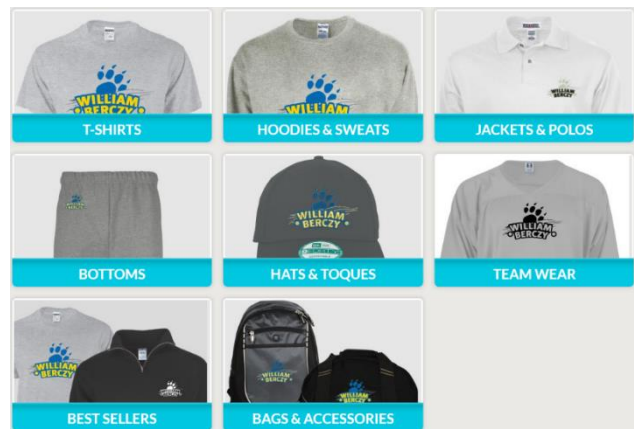 WILLIAM
BERCZY
T-SHIRTS
WILLIAM
BERCZY
HOODIES & SWEATS
JACKETS & POLOS
BOTTOMS
WILLIAM
BERCZY
HATS & TOQUES
WILLIAM
BERCZY
TEAM WEAR
WILLIAM
BERCZY
BEST SELLERS
WILLIAM
BERCZY
BAGS & ACCESSORIES